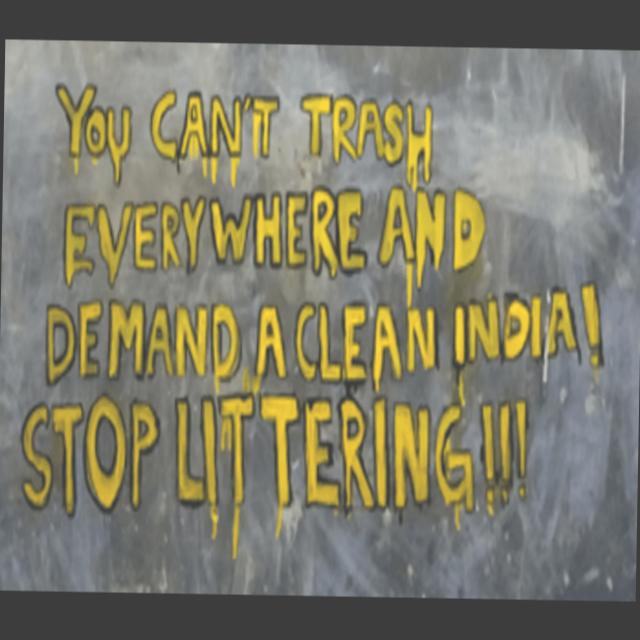 YOU CAN'T TRASH
EVERYWHERE AND
DEMAND A CLEAN INDIA!
STOP LITTERING!!!